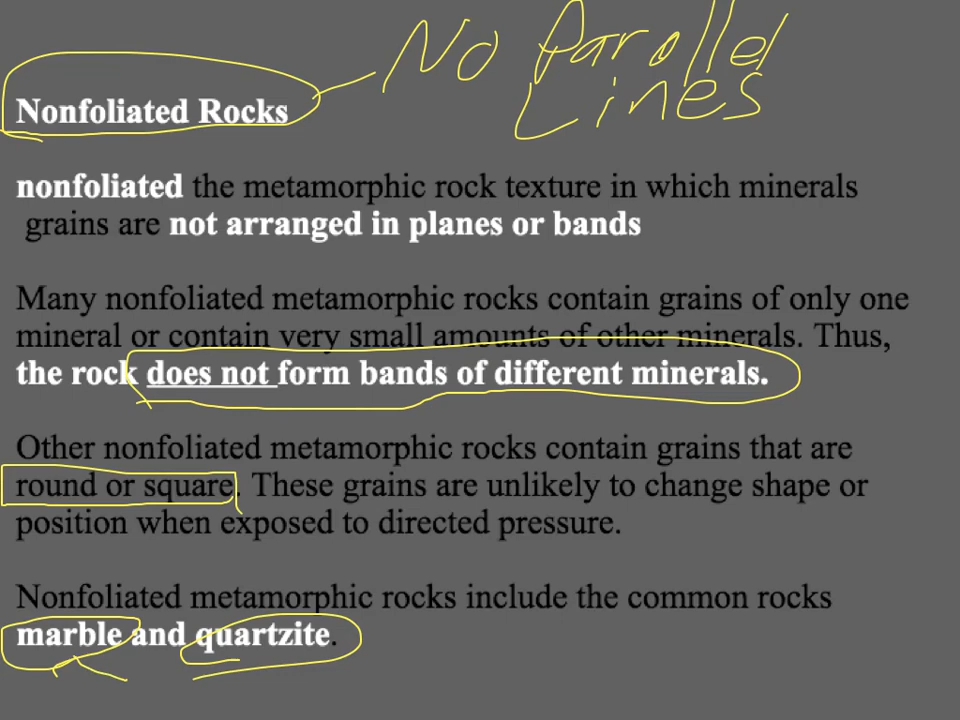 No Parallel
Lines
Nonfoliated Rocks
nonfoliated the metamorphic rock texture in which minerals
grains are not arranged in planes or bands
Many nonfoliated metamorphic rocks contain grains of only one
mineral or contain very small amounts of other minerals. Thus,
the rock does not form bands of different minerals.
Other nonfoliated metamorphic rocks contain grains that are
round or square. These grains are unlikely to change shape or
position when exposed to directed pressure.
Nonfoliated metamorphic rocks include the common rocks
marble and quartzite.